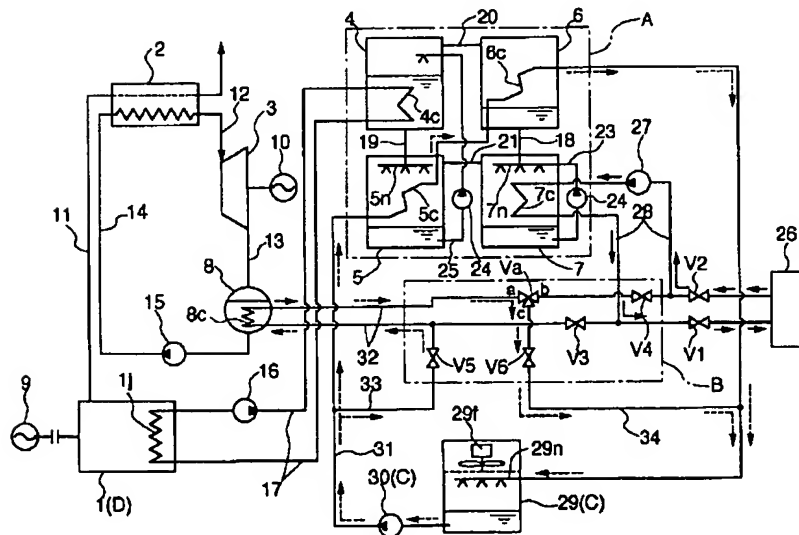 4
20
6
A
2
6c
12
3
4c
10
19
21
18
23
27
11
14
5n
5c
7n
7c
24
28
13
26
8
5
25
24
Va
7
V2
a
b
8c
c
15
32
V5
V6
V3
V4
V1
16
9
1j
33
B
29f
34
31
29n
17
30(C)
1(D)
29(C)